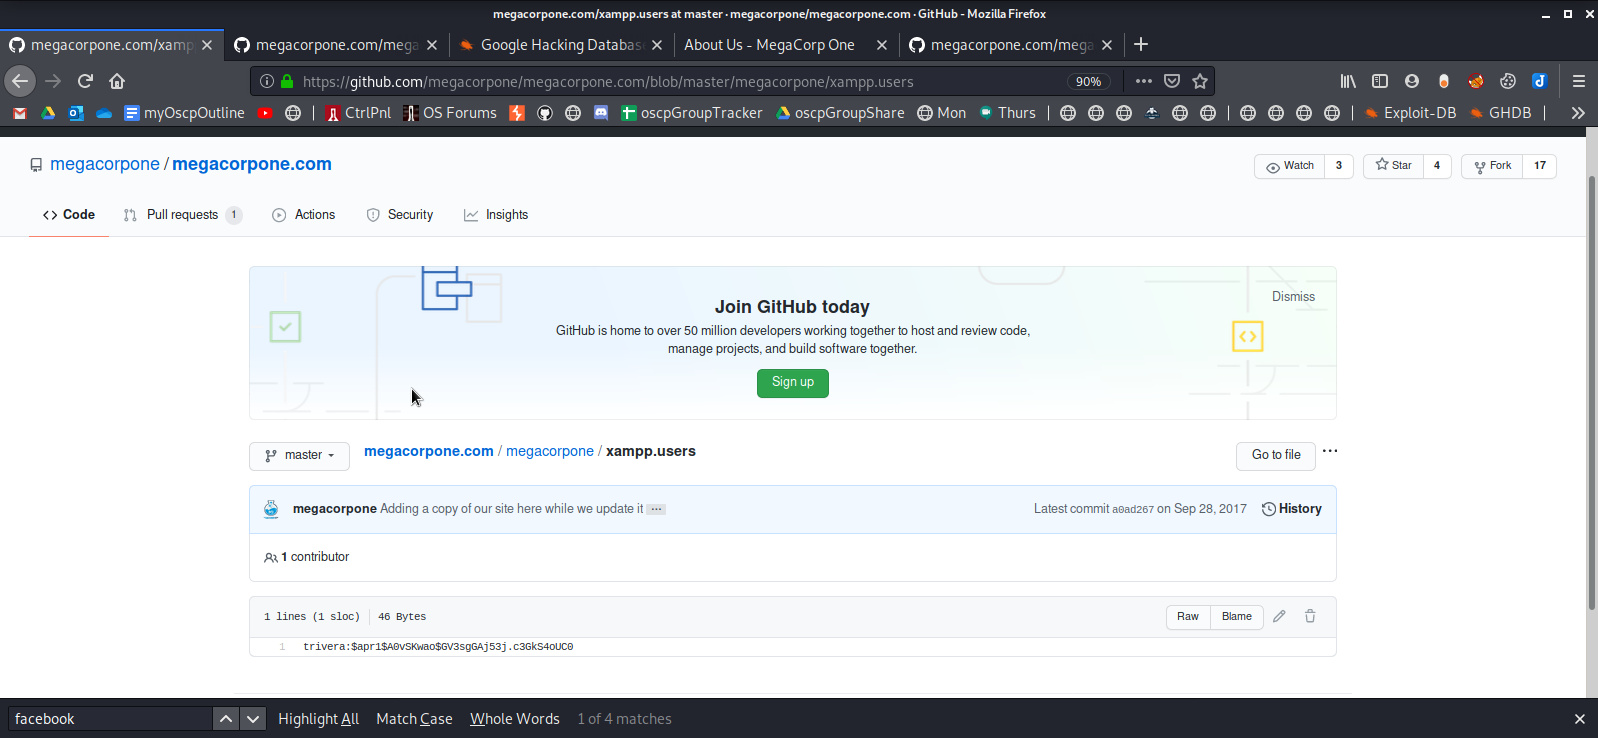 megacorpone.com/xampp.users at master · megacorpone/megacorpone.com · GitHub - Mozilla Firefox
megacorpone.com/xamp
megacorpone.com/mega
Google Hacking Databas
About Us - MegaCorp One
megacorpone.com/mega
https://github.com/megacorpone/megacorpone.com/blob/master/megacorpone/xampp.users
90%
myOscpOutline
CtrlPnl
OS Forums
oscpGroupTracker
oscpGroupShare
Mon
Thurs
Exploit-DB
GHDB
megacorpone / megacorpone.com
Watch 3
Star 4
Fork 17
Code
Pull requests 1
Actions
Security
Insights
Join GitHub today
Dismiss
GitHub is home to over 50 million developers working together to host and review code,
manage projects, and build software together.
Sign up
master
megacorpone.com / megacorpone / xampp.users
Go to file
megacorpone Adding a copy of our site here while we update it ...
Latest commit a0ad267 on Sep 28, 2017
History
1 contributor
1 lines (1 sloc) 46 Bytes
Raw
Blame
1 trivera:$apr1$A0vSKwao$GV3sgGAj53j.c3GkS4oUC0
facebook
Highlight All
Match Case
Whole Words
1 of 4 matches